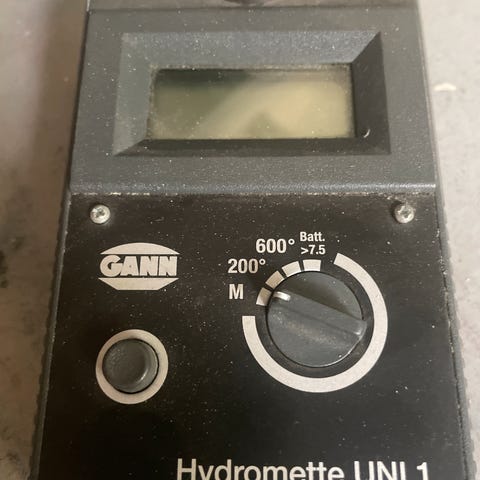 600° Batt.
>7.5
200°
GANN
M
Hydromette UNI 1